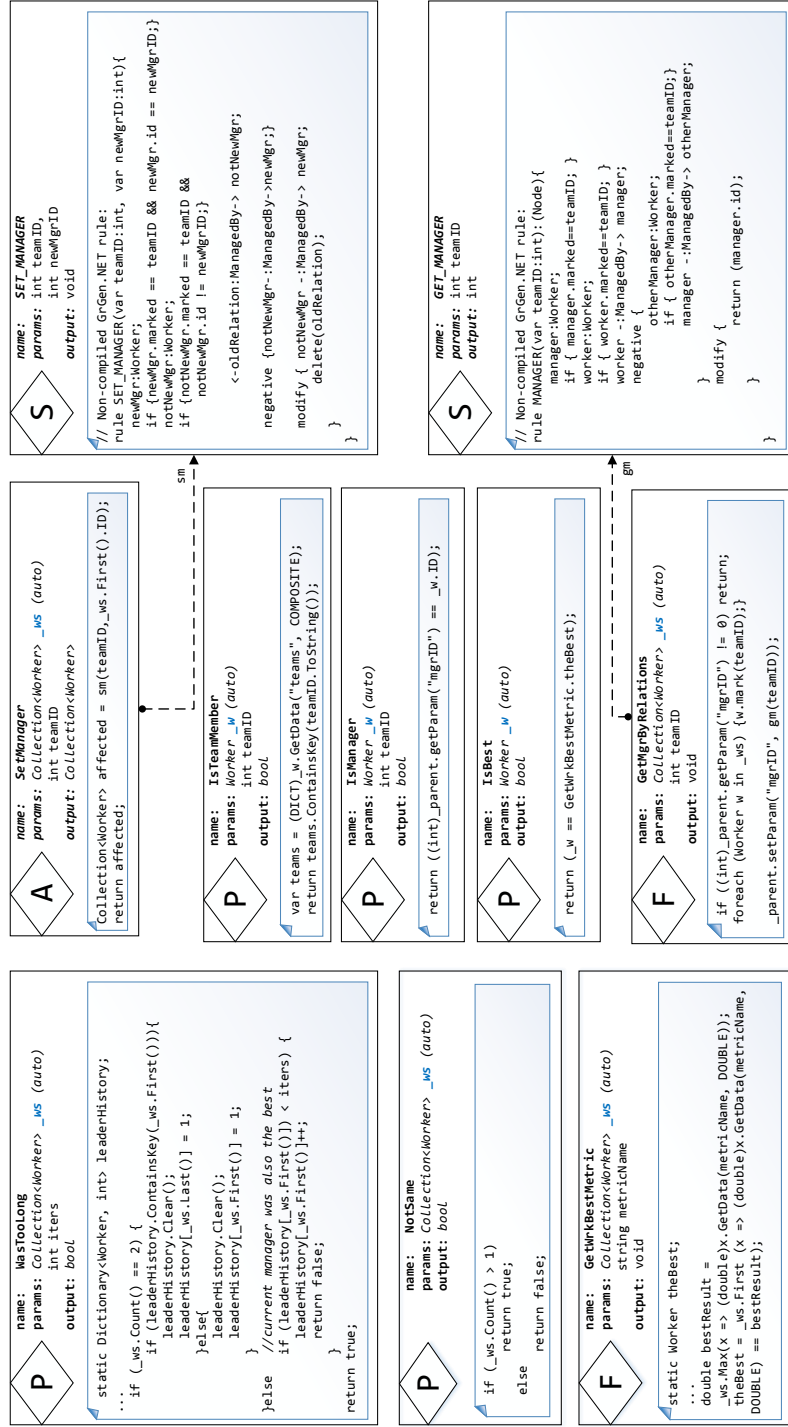 P
name: WasTooLong
params: Collection<Worker> _ws (auto)
int iters
output: bool
static Dictionary<Worker, int> leaderHistory;
...
if (_ws.Count() == 2) {
if (leaderHistory.ContainsKey(_ws.First())){
leaderHistory.Clear();
leaderHistory[_ws.Last()] = 1;
}else{
leaderHistory.Clear();
leaderHistory[_ws.First()] = 1;
}
}else //current manager was also the best
if (leaderHistory[_ws.First()]) < iters) {
leaderHistory[_ws.First()]++;
return false;
}
return true;
P
name: NotSame
params: Collection<Worker> _ws (auto)
output: bool
if (_ws.Count() > 1)
return true;
else
return false;
F
name: GetWrkBestMetric
params: Collection<Worker> _ws (auto)
string metricName
output: void
static Worker theBest;
...
double bestResult =
_ws.Max(x => (double)x.GetData(metricName, DOUBLE));
theBest = _ws.First (x => (double)x.GetData(metricName,
DOUBLE) == bestResult);
A
name: SetManager
params: Collection<Worker> _ws (auto)
int teamID
output: Collection<Worker>
Collection<Worker> affected = sm(teamID,_ws.First().ID);
return affected;
sm
P
name: IsTeamMember
params: Worker _w (auto)
int teamID
output: bool
var teams = (DICT)_w.GetData("teams", COMPOSITE);
return teams.ContainsKey(teamID.ToString());
P
name: IsManager
params: Worker _w (auto)
int teamID
output: bool
return ((int)_parent.getParam("mgrID") == _w.ID);
P
name: IsBest
params: Worker _w (auto)
output: bool
return (_w == GetWrkBestMetric.theBest);
F
name: GetMgrByRelations
params: Collection<Worker> _ws (auto)
int teamID
output: void
if ((int)_parent.getParam("mgrID") != 0) return;
foreach (Worker w in _ws) {w.mark(teamID);}
_parent.setParam("mgrID", gm(teamID));
gm
S
name: SET_MANAGER
params: int teamID,
int newMgrID
output: void
// Non-compiled GrGen.NET rule:
rule SET_MANAGER(var teamID:int, var newMgrID:int){
newMgr:Worker;
if {newMgr.marked == teamID && newMgr.id == newMgrID;}
notNewMgr:Worker;
if {notNewMgr.marked == teamID &&
notNewMgr.id != newMgrID;}
<-oldRelation:ManagedBy-> notNewMgr;
negative {notNewMgr-:ManagedBy->newMgr;}
modify { notNewMgr -:ManagedBy-> newMgr;
delete(oldRelation);
}
}
S
name: GET_MANAGER
params: int teamID
output: int
// Non-compiled GrGen.NET rule:
rule MANAGER(var teamID:int):(Node){
manager:Worker;
if { manager.marked==teamID; }
worker:Worker;
if { worker.marked==teamID; }
worker -:ManagedBy-> manager;
negative {
otherManager:Worker;
if { otherManager.marked==teamID;}
manager -:ManagedBy-> otherManager;
}
modify {
return (manager.id);
}
}